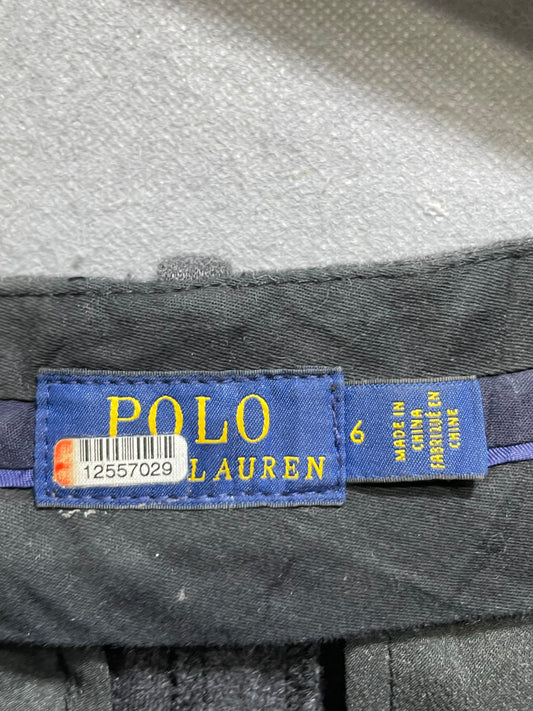 POLO
LAUREN
12557029
6
MADE IN
CHINA
FABRIQUÉ EN
CHINE